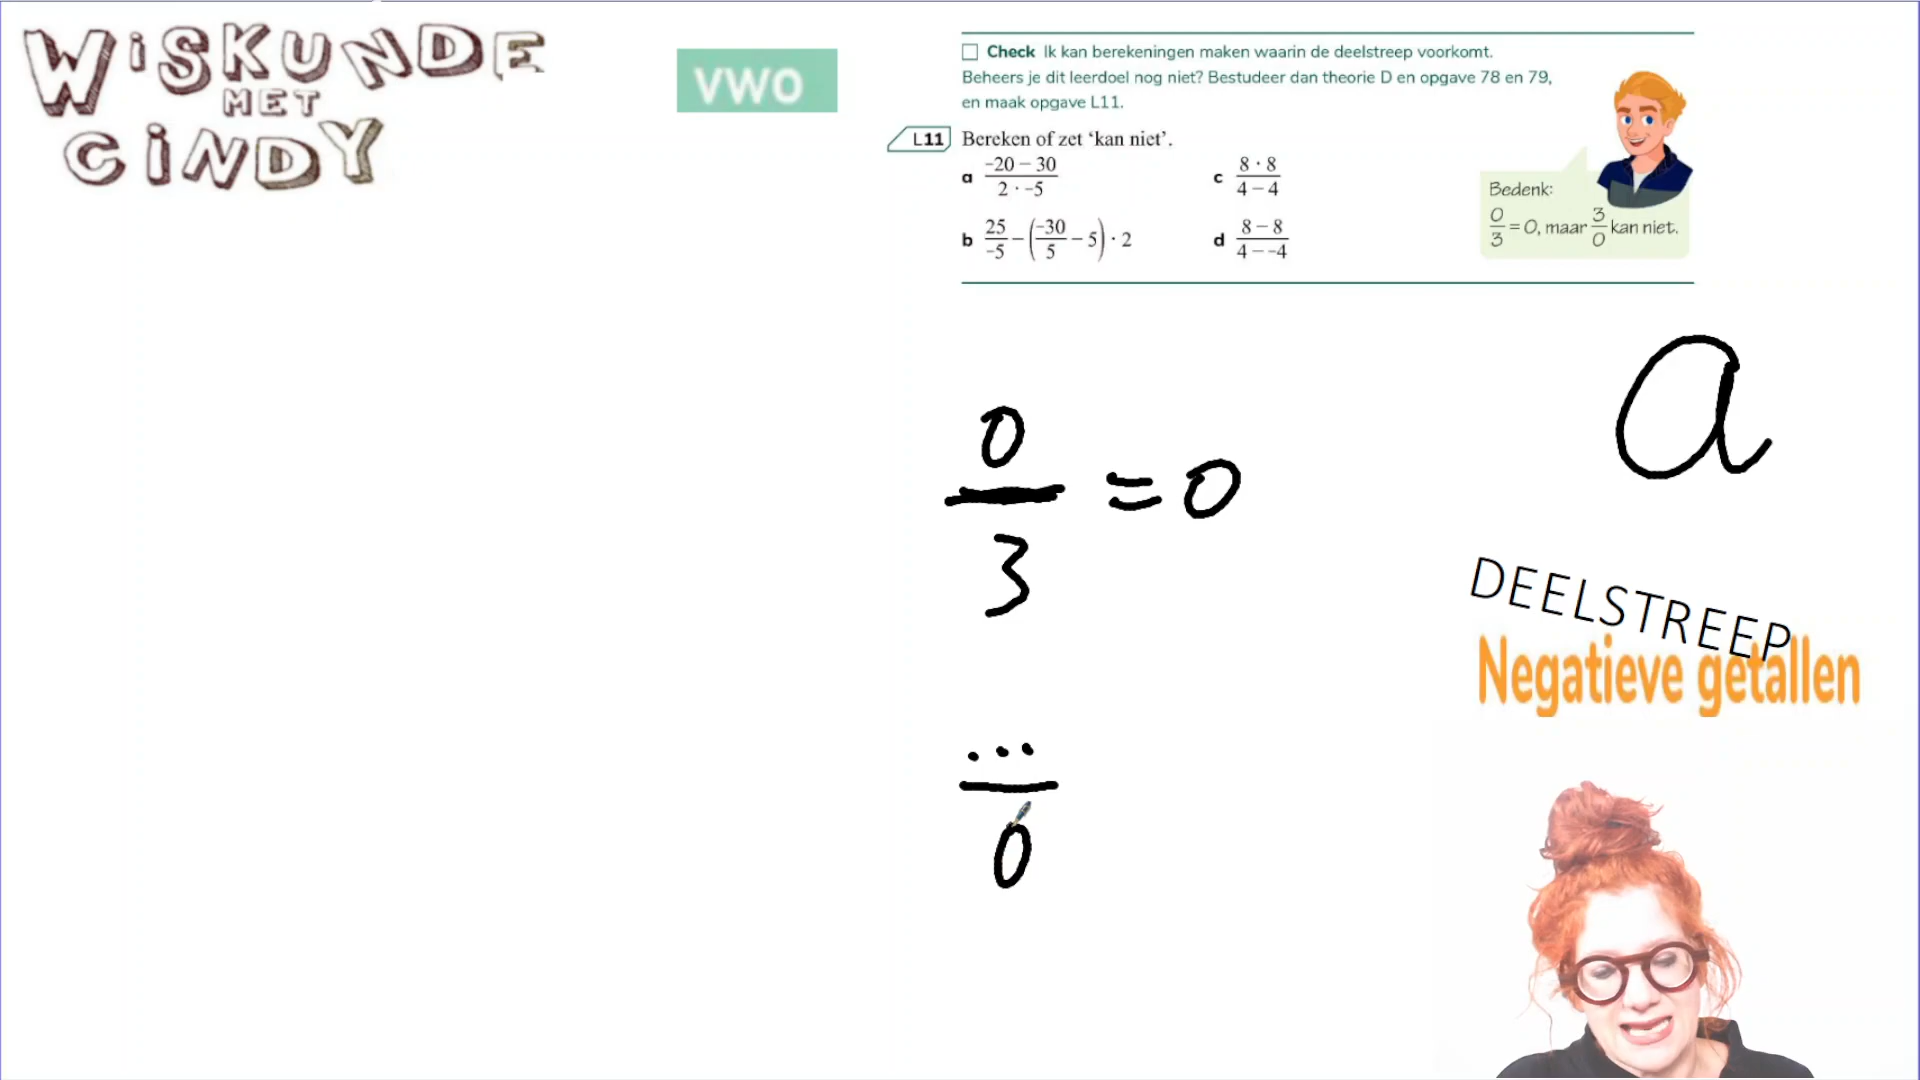 WiSKUNDE
MET
CiNDY
VWO
Check Ik kan berekeningen maken waarin de deelstreep voorkomt.
Beheers je dit leerdoel nog niet? Bestudeer dan theorie D en opgave 78 en 79,
en maak opgave L11.
L11 Bereken of zet ‘kan niet’.
a (-20 – 30)/(2 · -5)
c (8 · 8)/(4 – 4)
b 25/-5 – (-30/5 – 5) · 2
d (8 – 8)/(4 – -4)
Bedenk:
0/3 = 0, maar 3/0 kan niet.
a
0/3 = 0
DEELSTREEP
Negatieve getallen
.../0